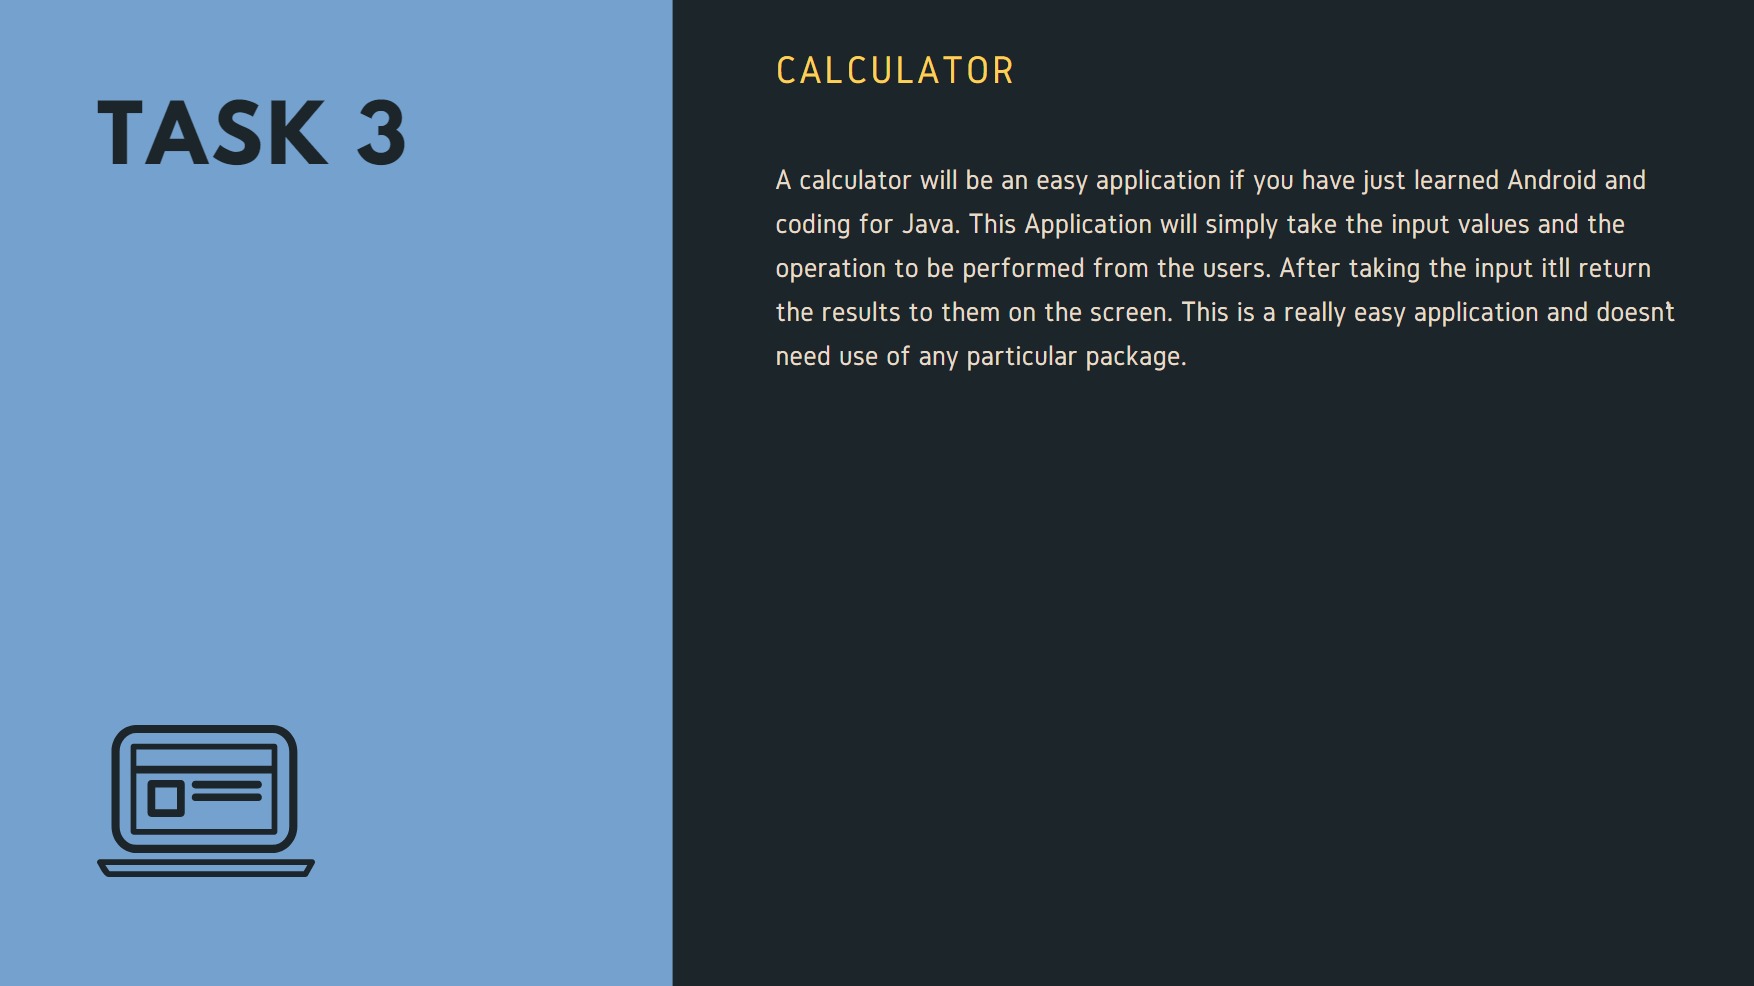 TASK 3
CALCULATOR
A calculator will be an easy application if you have just learned Android and
coding for Java. This Application will simply take the input values and the
operation to be performed from the users. After taking the input it'll return
the results to them on the screen. This is a really easy application and doesn't
need use of any particular package.